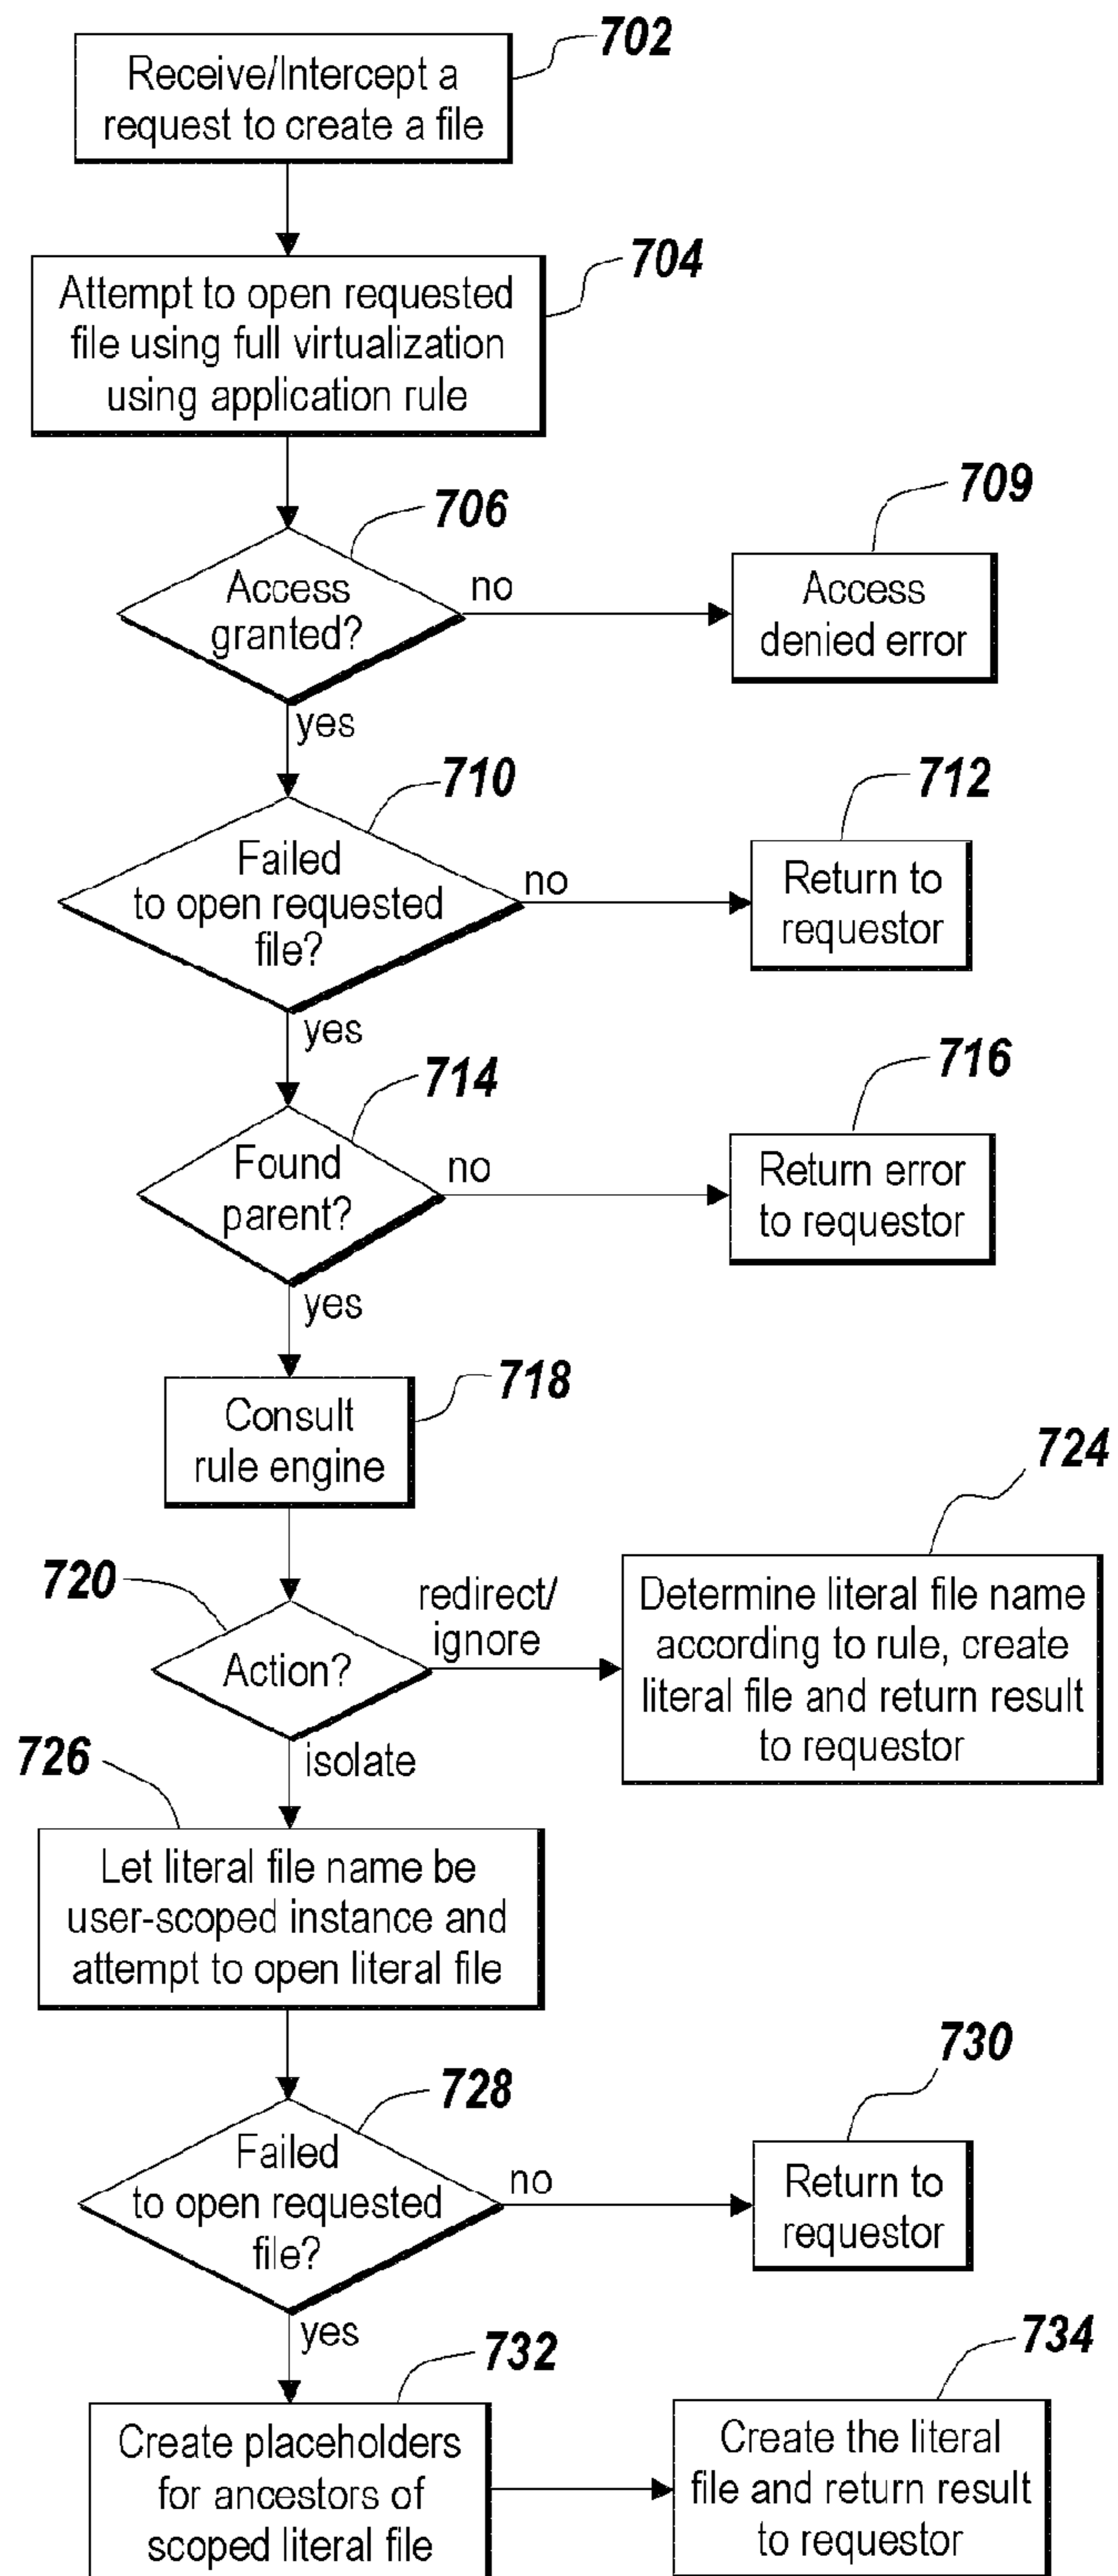 702
Receive/Intercept a
request to create a file
704
Attempt to open requested
file using full virtualization
using application rule
706
Access
granted?
no
709
Access
denied error
yes
710
Failed
to open requested
file?
no
712
Return to
requestor
yes
714
Found
parent?
no
716
Return error
to requestor
yes
718
Consult
rule engine
720
Action?
redirect/
ignore
724
Determine literal file name
according to rule, create
literal file and return result
to requestor
isolate
726
Let literal file name be
user-scoped instance and
attempt to open literal file
728
Failed
to open requested
file?
no
730
Return to
requestor
yes
732
Create placeholders
for ancestors of
scoped literal file
734
Create the literal
file and return result
to requestor